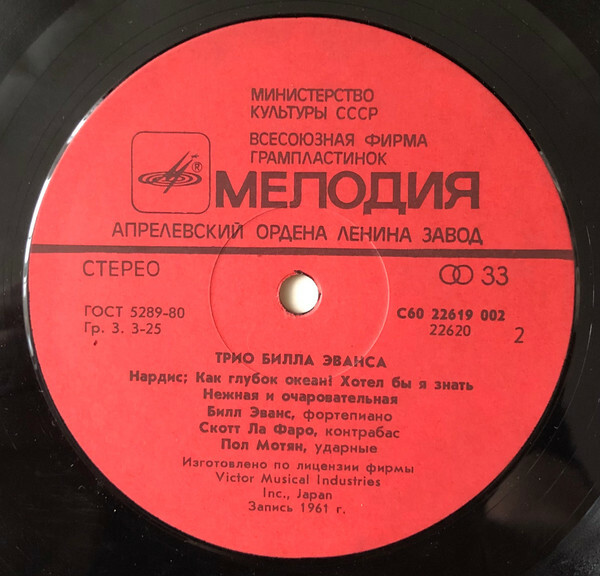 МИНИСТЕРСТВО
КУЛЬТУРЫ СССР
ВСЕСОЮЗНАЯ ФИРМА
ГРАМПЛАСТИНОК
® МЕЛОДИЯ
АПРЕЛЕВСКИЙ ОРДЕНА ЛЕНИНА ЗАВОД
СТЕРЕО 33
ГОСТ 5289-80 С60 22619 002
Гр. 3. 3-25 22620 2
ТРИО БИЛЛА ЭВАНСА
Нардис; Как глубок океан! Хотел бы я знать
Нежная и очаровательная
Билл Эванс, фортепиано
Скотт Ла Фаро, контрабас
Пол Мотян, ударные
Изготовлено по лицензии фирмы
Victor Musical Industries
Inc., Japan
Запись 1961 г.